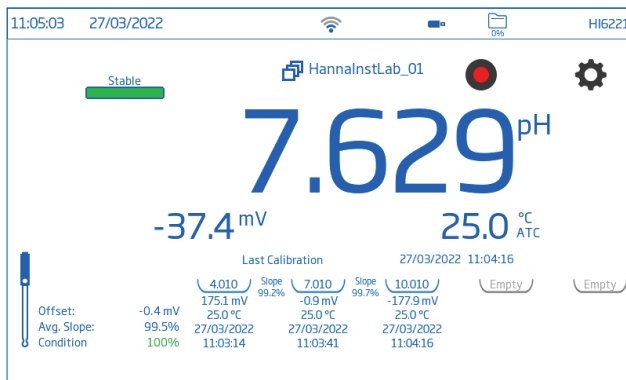 11:05:03 27/03/2022 0% HI6221
Stable HannaInstLab_01
7.629 pH
-37.4 mV 25.0 °C ATC
Last Calibration 27/03/2022 11:04:16
4.010 Slope 99.2% 7.010 Slope 99.7% 10.010 Empty Empty
175.1 mV -0.9 mV -177.9 mV
Offset: -0.4 mV 25.0 °C 25.0 °C 25.0 °C
Avg. Slope: 99.5% 27/03/2022 27/03/2022 27/03/2022
Condition 100% 11:03:14 11:03:41 11:04:16